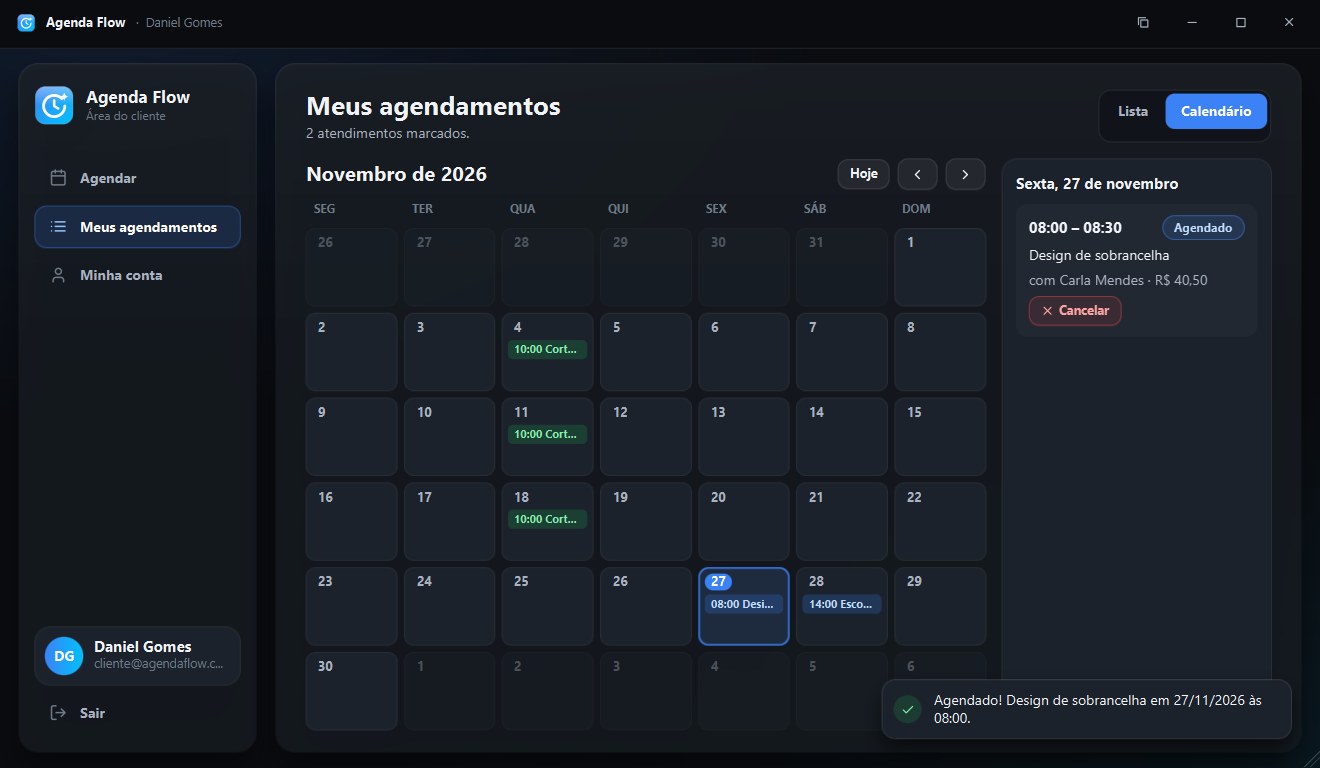 Agenda Flow · Daniel Gomes
Agenda Flow
Área do cliente
Agendar
Meus agendamentos
Minha conta
DG
Daniel Gomes
cliente@agendaflow.c...
Sair
Meus agendamentos
2 atendimentos marcados.
Lista Calendário
Novembro de 2026
Hoje
SEG TER QUA QUI SEX SÁB DOM
26 27 28 29 30 31 1
2 3 4 5 6 7 8
10:00 Cort...
9 10 11 12 13 14 15
10:00 Cort...
16 17 18 19 20 21 22
10:00 Cort...
23 24 25 26 27 28 29
08:00 Desi... 14:00 Esco...
30 1 2 3 4 5 6
Sexta, 27 de novembro
08:00 – 08:30 Agendado
Design de sobrancelha
com Carla Mendes · R$ 40,50
Cancelar
Agendado! Design de sobrancelha em 27/11/2026 às
08:00.